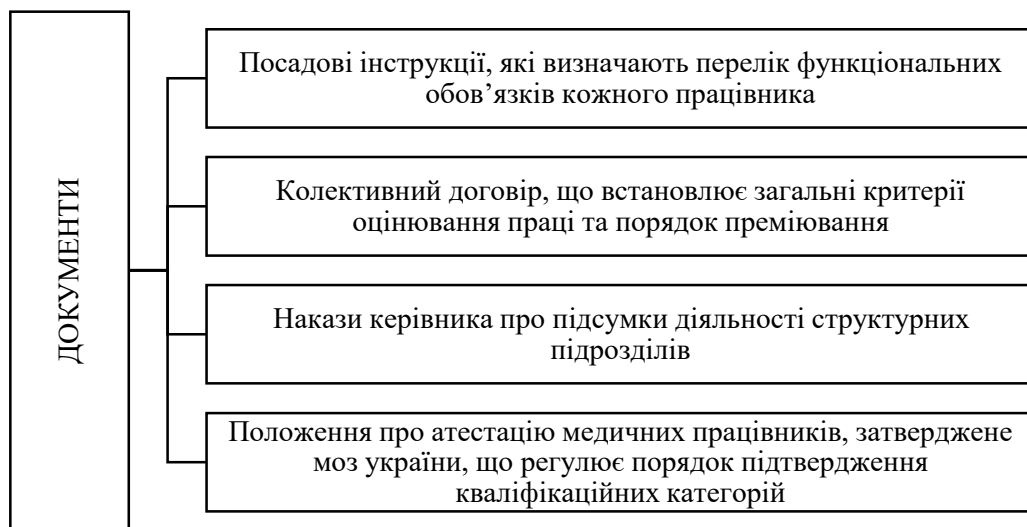 ДОКУМЕНТИ
Посадові інструкції, які визначають перелік функціональних
обов’язків кожного працівника
Колективний договір, що встановлює загальні критерії
оцінювання праці та порядок преміювання
Накази керівника про підсумки діяльності структурних
підрозділів
Положення про атестацію медичних працівників, затверджене
моз україни, що регулює порядок підтвердження
кваліфікаційних категорій